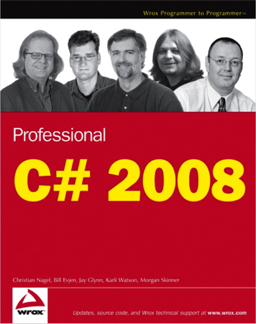 Wrox Programmer to Programmer™
Professional
C# 2008
Christian Nagel, Bill Evjen, Jay Glynn, Karli Watson, Morgan Skinner
wrox
Updates, source code, and Wrox technical support at www.wrox.com